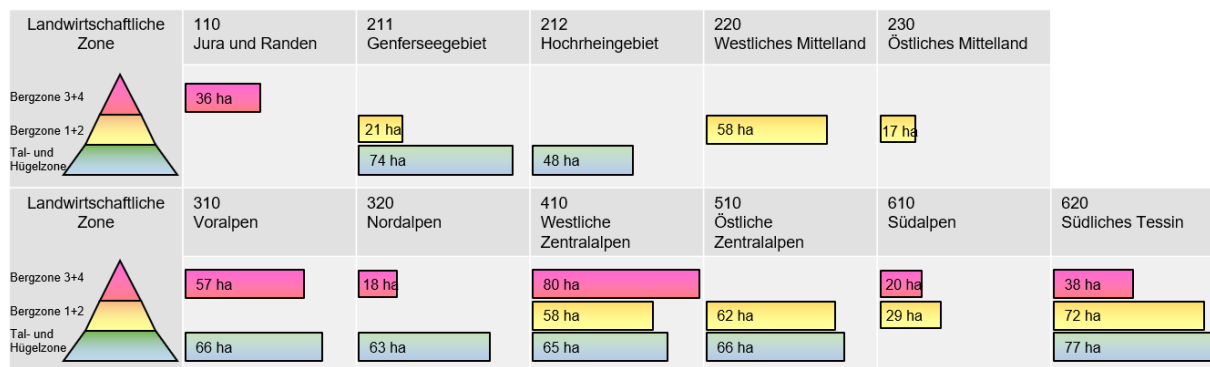 Landwirtschaftliche
Zone
110
Jura und Randen
211
Genferseegebiet
212
Hochrheingebiet
220
Westliches Mittelland
230
Östliches Mittelland
Bergzone 3+4
36 ha
Bergzone 1+2
21 ha
58 ha
17 ha
Tal- und
Hügelzone
74 ha
48 ha
Landwirtschaftliche
Zone
310
Voralpen
320
Nordalpen
410
Westliche
Zentralalpen
510
Östliche
Zentralalpen
610
Südalpen
620
Südliches Tessin
Bergzone 3+4
57 ha
18 ha
80 ha
20 ha
38 ha
Bergzone 1+2
58 ha
62 ha
29 ha
72 ha
Tal- und
Hügelzone
66 ha
63 ha
65 ha
66 ha
77 ha